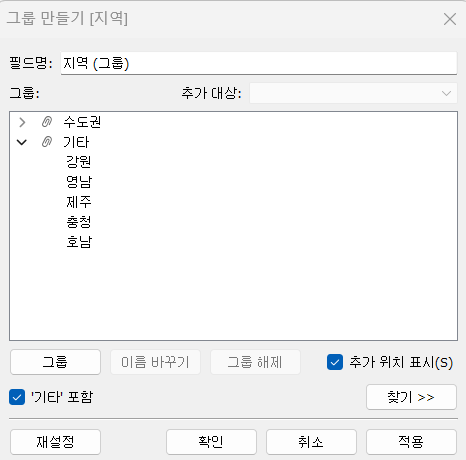 그룹 만들기 [지역]
필드명: 지역 (그룹)
그룹: 추가 대상:
수도권
기타
강원
영남
제주
충청
호남
그룹 이름 바꾸기 그룹 해제 추가 위치 표시(S)
'기타' 포함 찾기 >>
재설정 확인 취소 적용